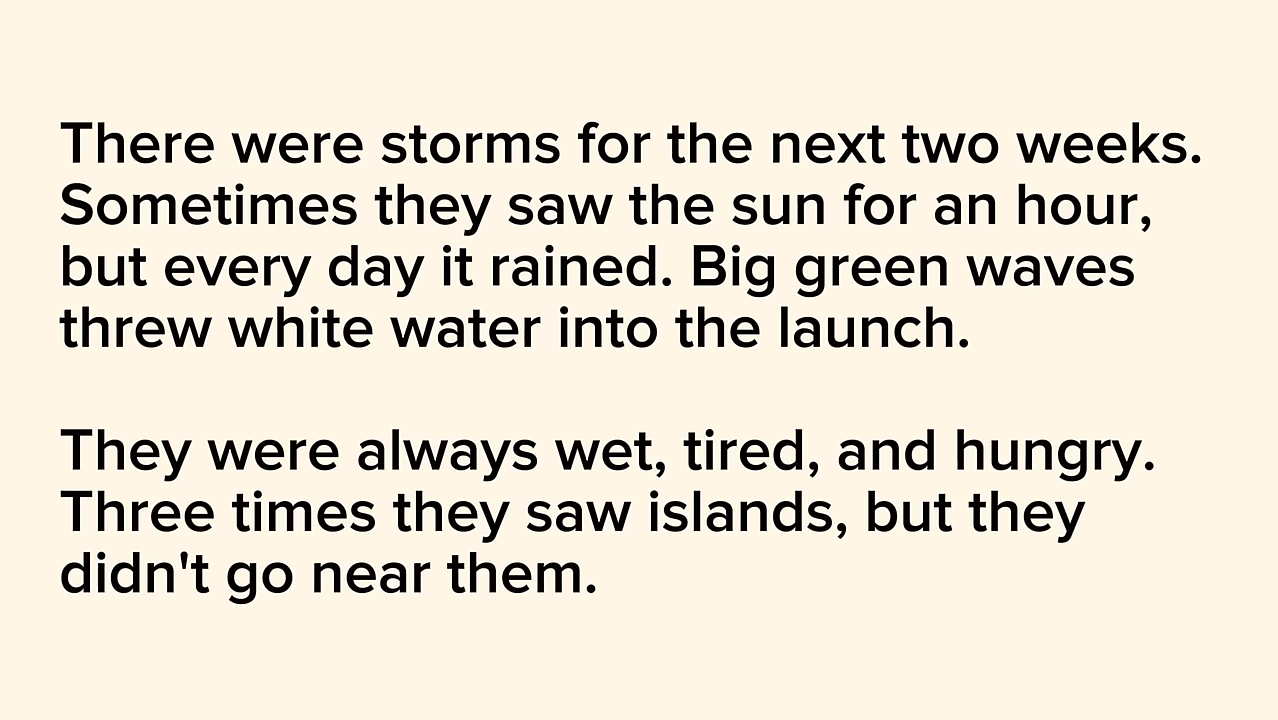 There were storms for the next two weeks.
Sometimes they saw the sun for an hour,
but every day it rained. Big green waves
threw white water into the launch.
They were always wet, tired, and hungry.
Three times they saw islands, but they
didn't go near them.